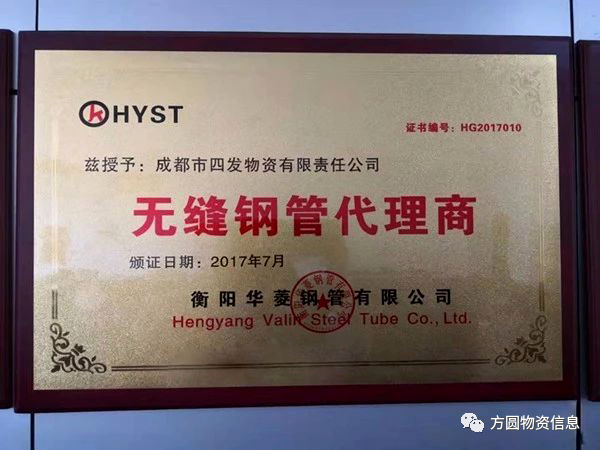 HYST
证书编号：HG2017010
兹授予：成都市四发物资有限责任公司
无缝钢管代理商
颁证日期：2017年7月
衡阳华菱钢管有限公司
Hengyang Valin Steel Tube Co., Ltd.
方圆物资信息